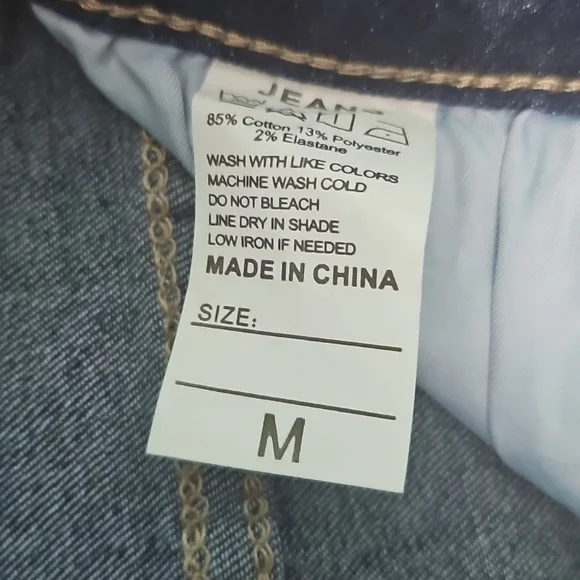 JEANS
85% Cotton 13% Polyester
2% Elastane
WASH WITH LIKE COLORS
MACHINE WASH COLD
DO NOT BLEACH
LINE DRY IN SHADE
LOW IRON IF NEEDED
MADE IN CHINA
SIZE:
M